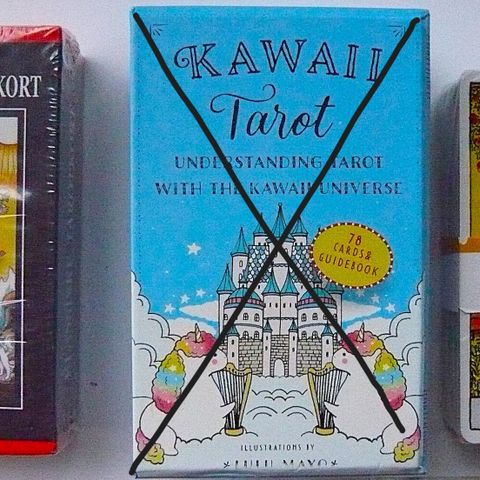 KORT
KAWAII
Tarot
UNDERSTANDING TAROT
WITH THE KAWAII UNIVERSE
78
CARDS &
GUIDEBOOK
ILLUSTRATIONS BY
LULU MAYO